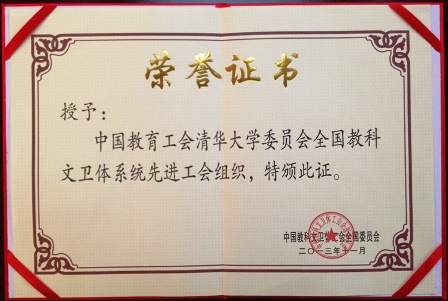 荣誉证书
授予：
中国教育工会清华大学委员会全国教科
文卫体系统先进工会组织，特颁此证。
中国教科文卫体工会全国委员会
二〇一三年十一月